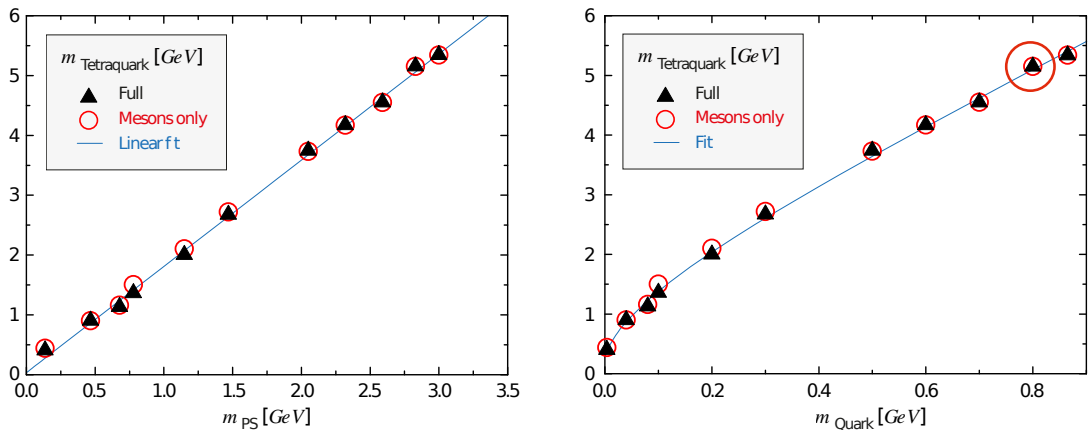 6
5
4
3
2
1
0
m Tetraquark [GeV]
Full
Mesons only
Linear f t
0.0 0.5 1.0 1.5 2.0 2.5 3.0 3.5
m PS [GeV]
6
5
4
3
2
1
0
m Tetraquark [GeV]
Full
Mesons only
Fit
0.0 0.2 0.4 0.6 0.8
m Quark [GeV]